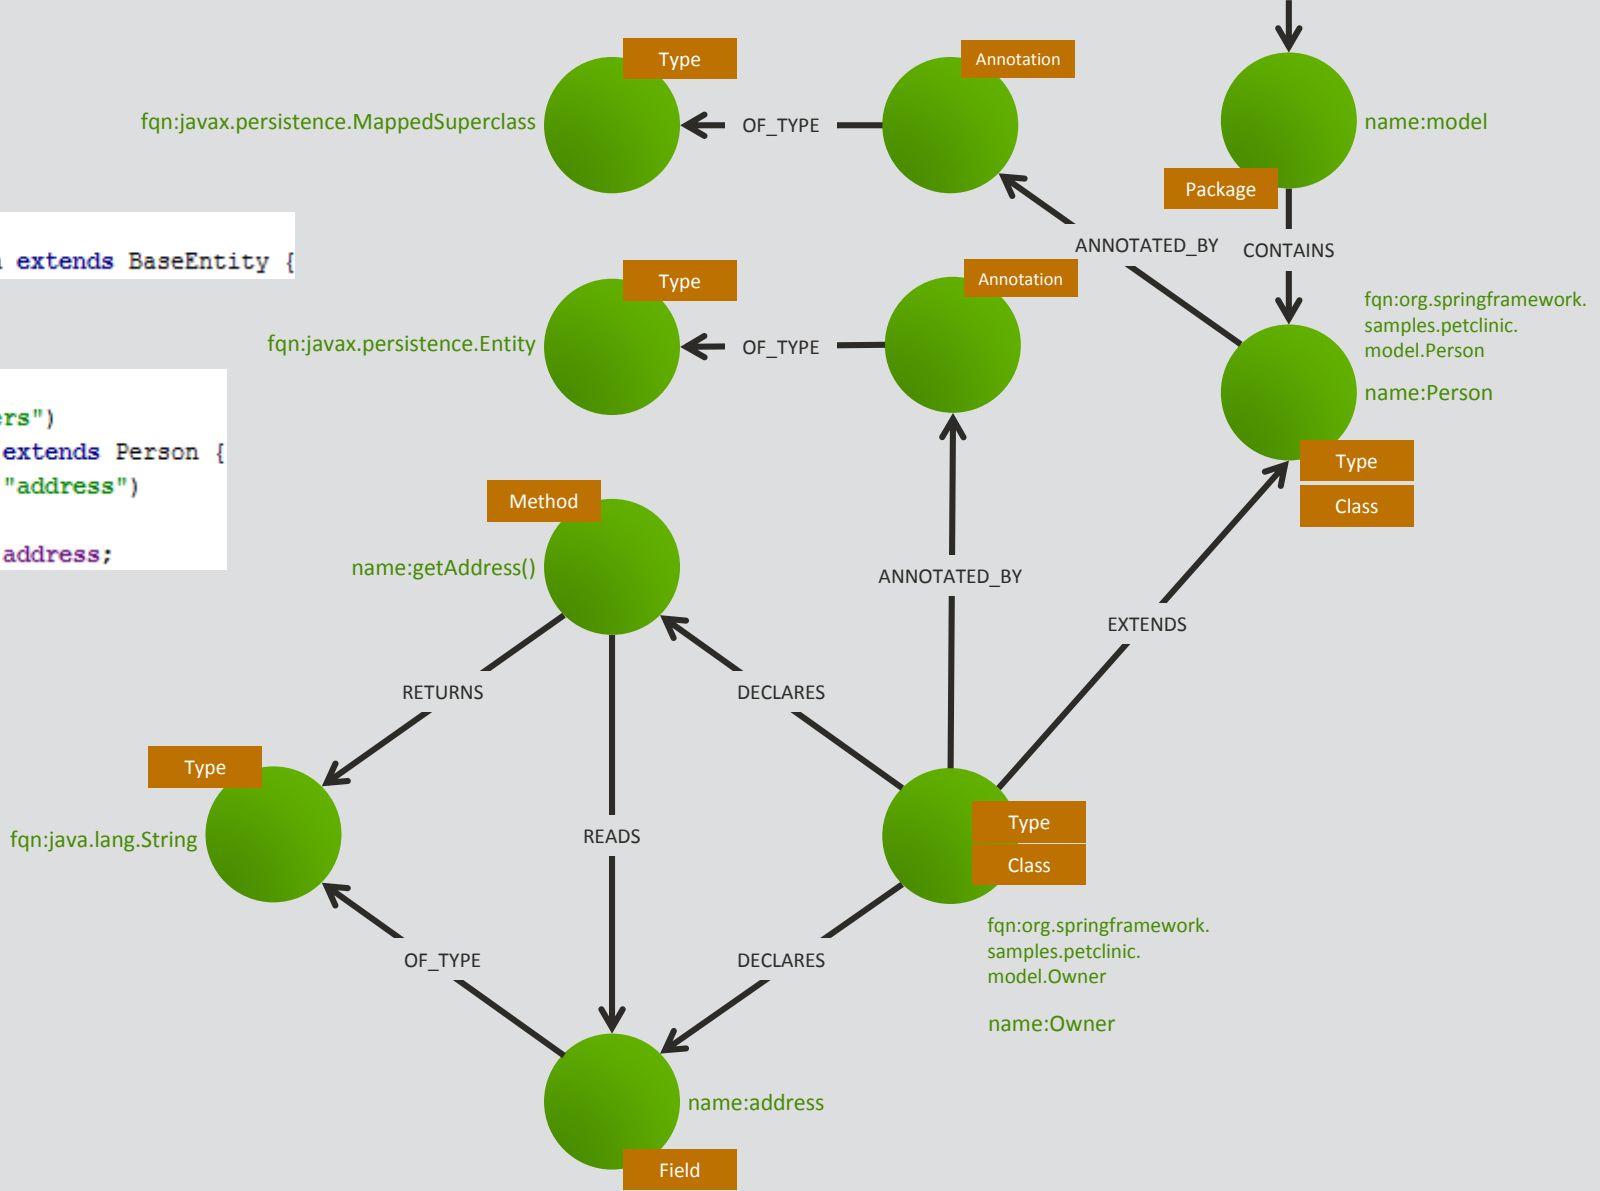 Type
Annotation
fqn:javax.persistence.MappedSuperclass
OF_TYPE
name:model
Package
ANNOTATED_BY
CONTAINS
extends BaseEntity {
Type
Annotation
fqn:org.springframework.
samples.petclinic.
model.Person
fqn:javax.persistence.Entity
OF_TYPE
name:Person
rs")
extends Person {
"address")
address;
Type
Class
Method
name:getAddress()
ANNOTATED_BY
EXTENDS
RETURNS
DECLARES
Type
fqn:java.lang.String
READS
Type
Class
fqn:org.springframework.
samples.petclinic.
model.Owner
OF_TYPE
DECLARES
name:Owner
name:address
Field